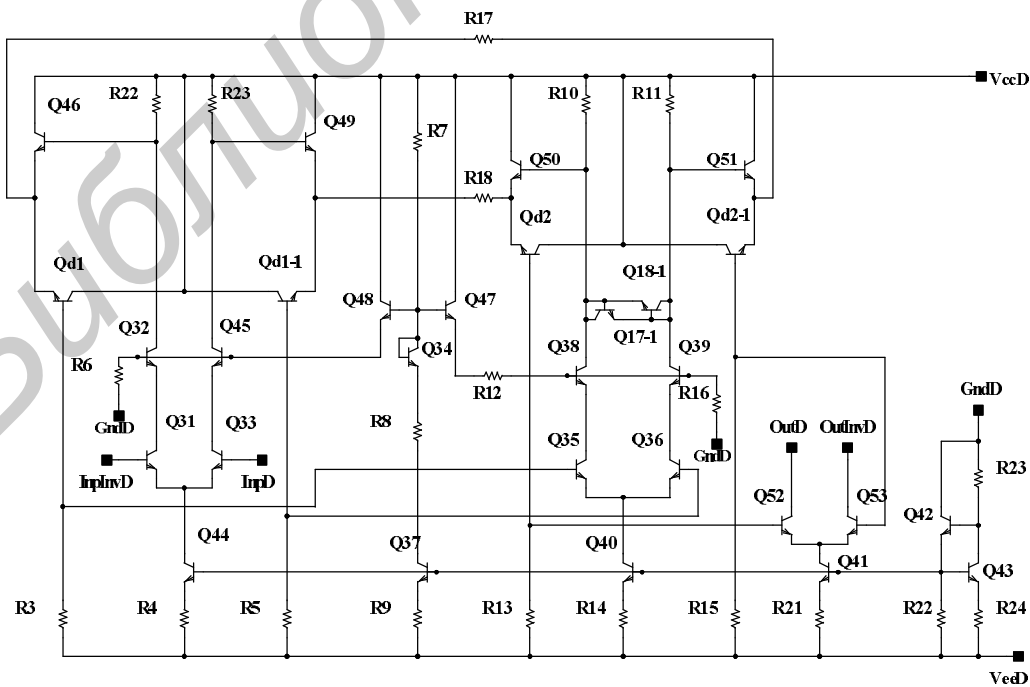 R17
VccD
R22
R23
R10
R11
Q46
Q49
R7
Q50
Q51
R18
Qd2
Qd2-1
Qd1
Qd1-1
Q18-1
Q48
Q47
Q17-1
Q32
Q45
Q34
Q38
Q39
R6
R12
R16
GndD
Q31
Q33
R8
Q35
Q36
GndD
OutD
OutInvD
GndD
InpInvD
InpD
R23
Q52
Q53
Q42
Q44
Q37
Q40
Q41
Q43
R3
R4
R5
R9
R13
R14
R15
R21
R22
R24
VeeD
Библио